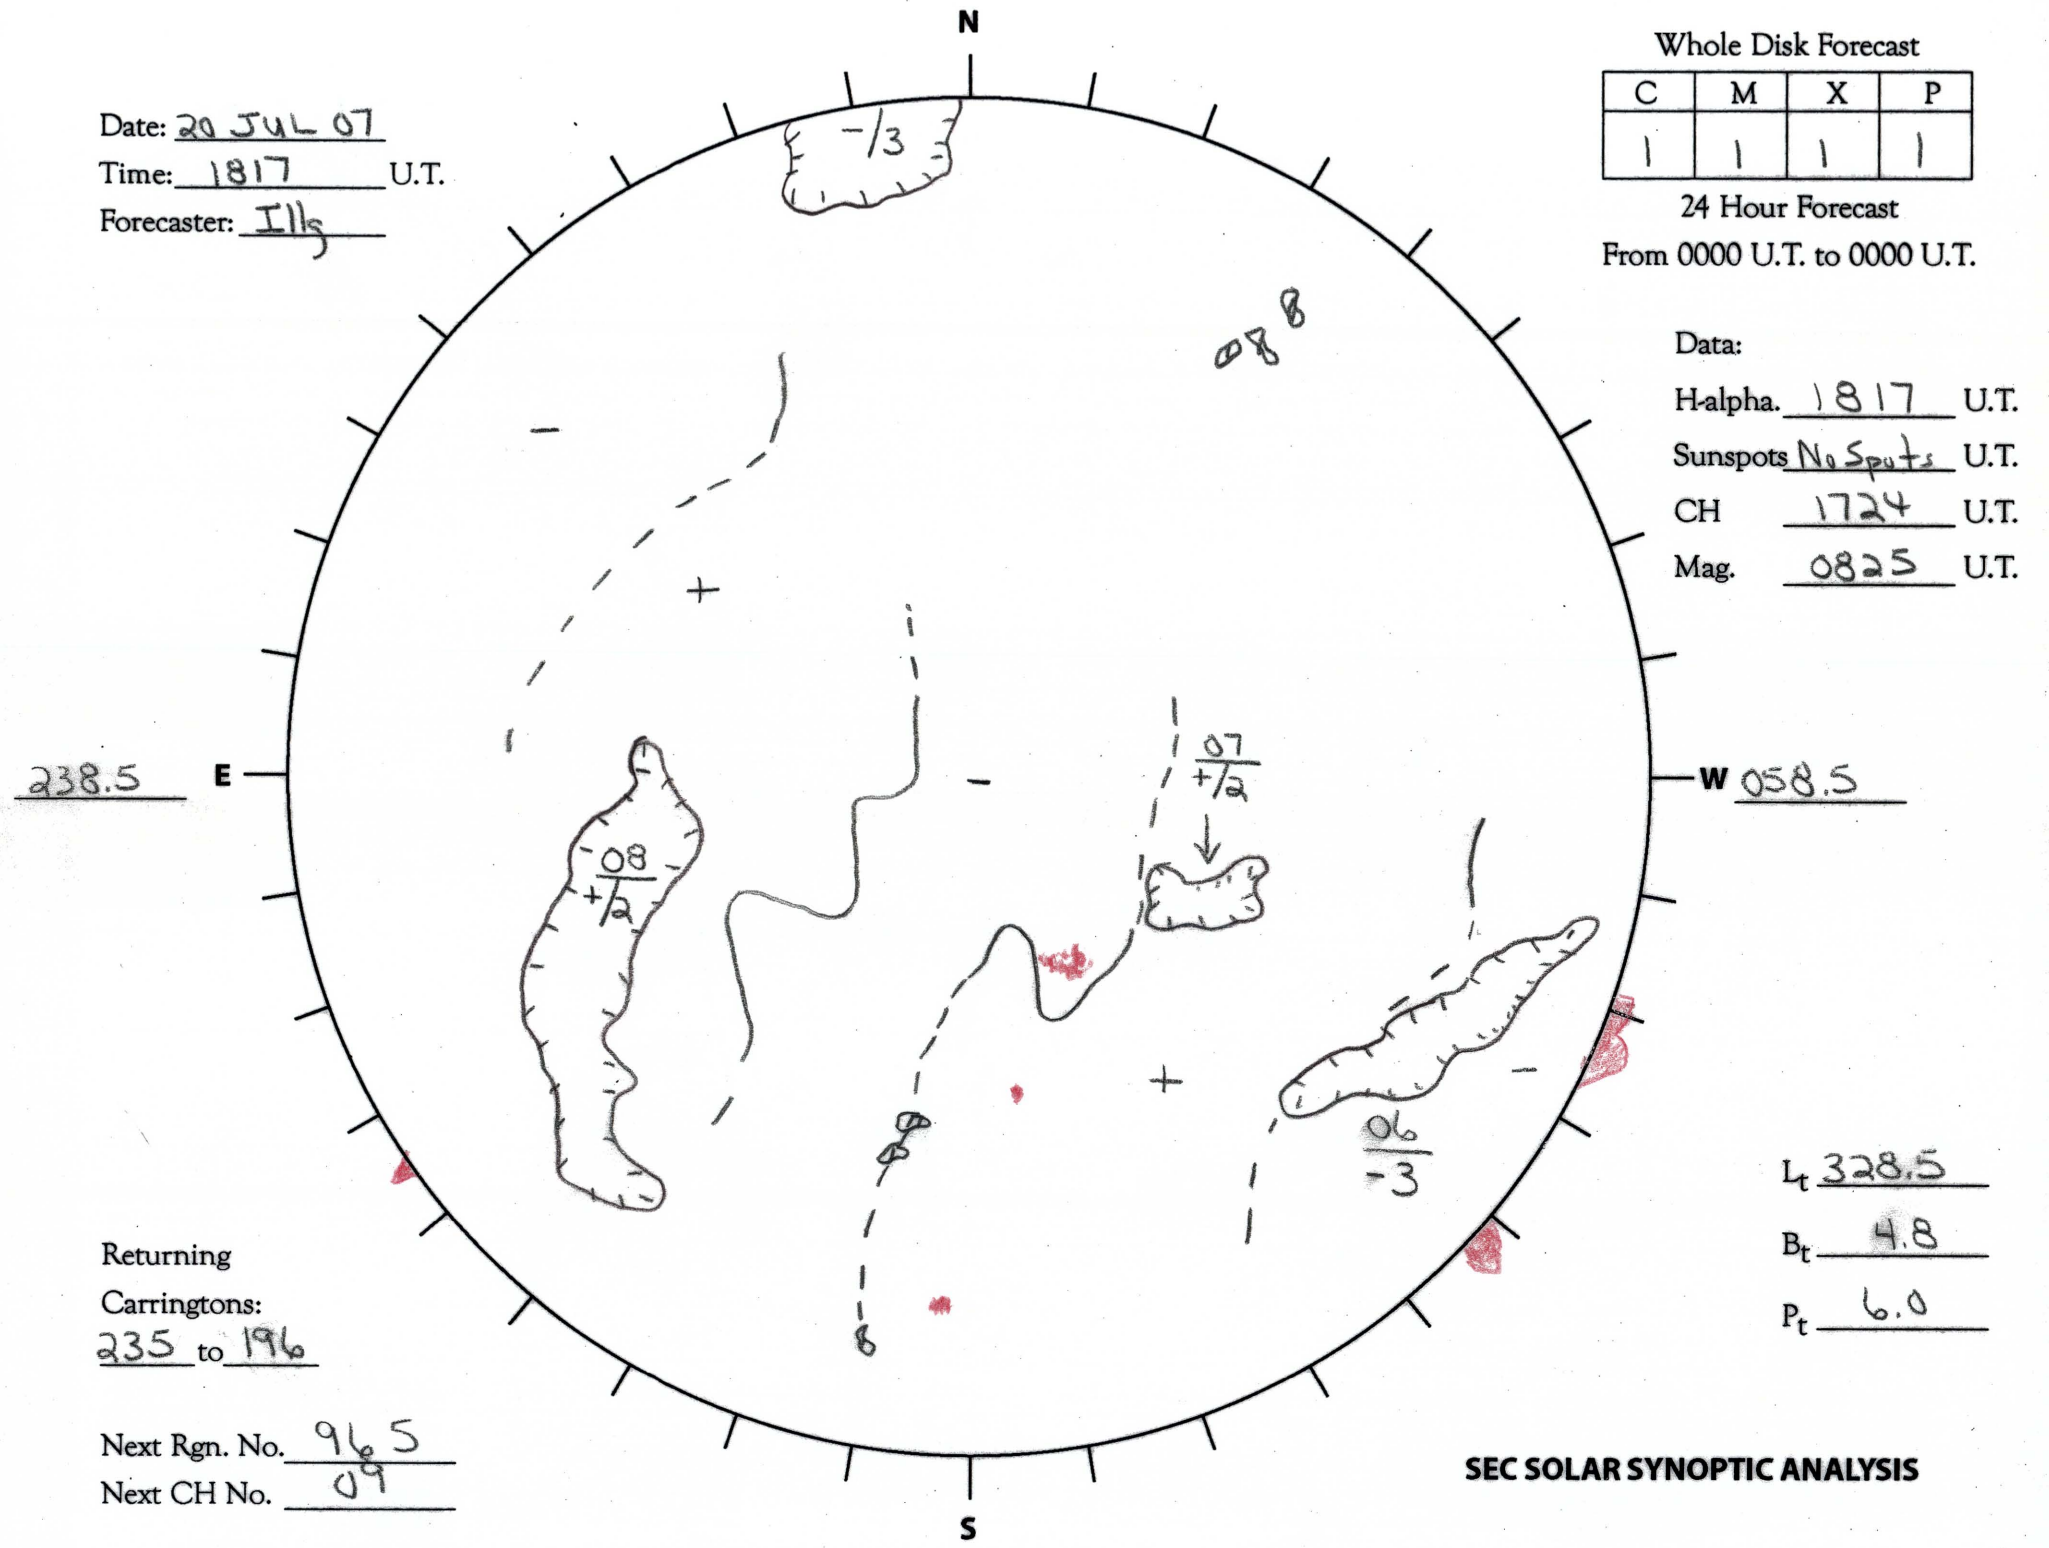 N
Whole Disk Forecast
C M X P
1 1 1 1
24 Hour Forecast
From 0000 U.T. to 0000 U.T.
Date: 20 JUL 07
Time: 1817 U.T.
Forecaster: Illg
-/3
Data:
H-alpha. 1817 U.T.
Sunspots No Spots U.T.
CH 1724 U.T.
Mag. 0825 U.T.
-
+
238.5 E
-
07
+/2
W 058.5
08
+/2
+
-
06
-3
Lt 328.5
Bt 4.8
Pt 6.0
Returning
Carringtons:
235 to 196
Next Rgn. No. 965
Next CH No. 09
SEC SOLAR SYNOPTIC ANALYSIS
S